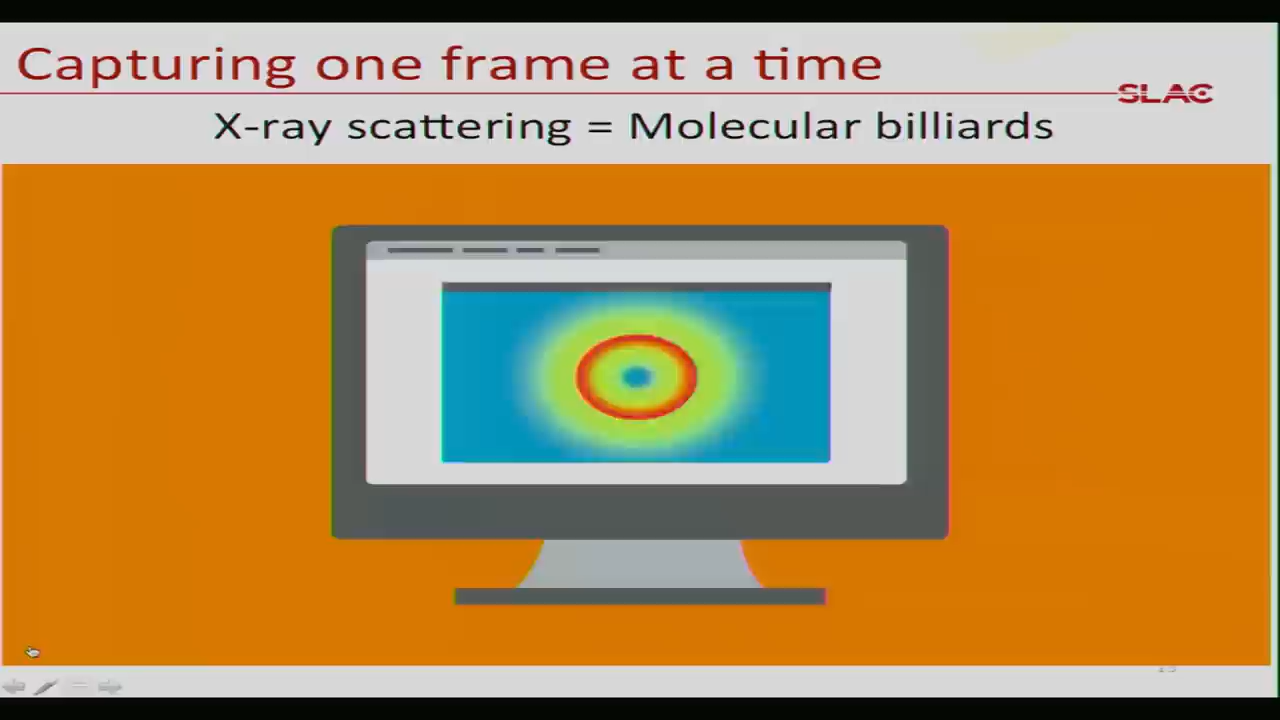 Capturing one frame at a time
SLAC
X-ray scattering = Molecular billiards